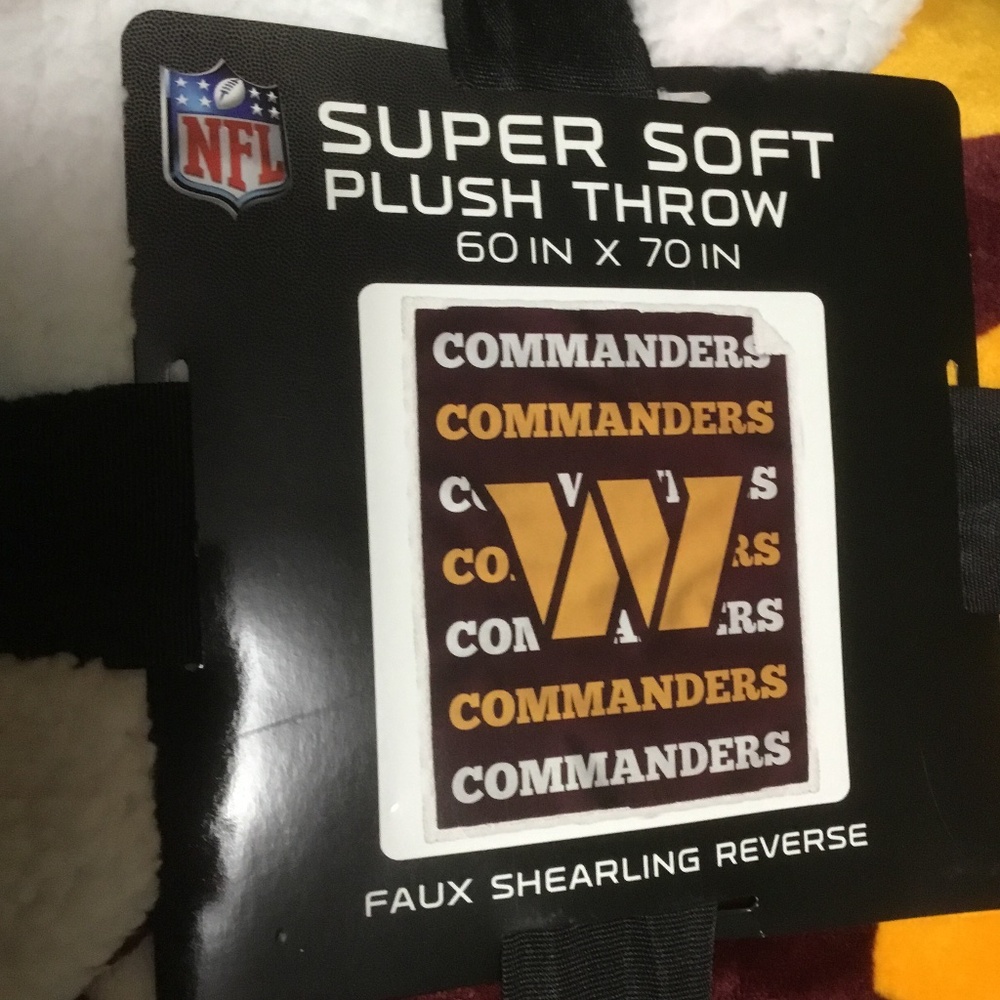 NFL
SUPER SOFT
PLUSH THROW
60 IN X 70 IN
COMMANDERS
COMMANDERS
W
COMMANDERS
COMMANDERS
FAUX SHEARLING REVERSE